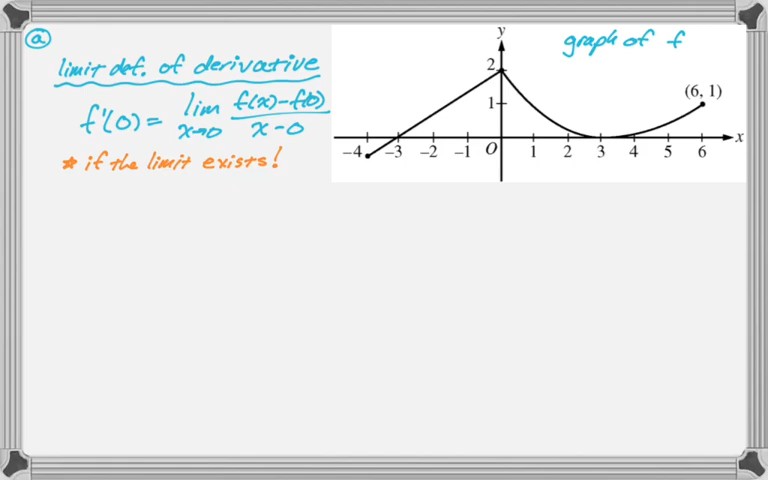 a
limit def. of derivative
f'(0) = lim x→0 f(x)-f(0) / x-0
* if the limit exists!
graph of f
y
2
(6, 1)
1
x
-4 -3 -2 -1 O 1 2 3 4 5 6